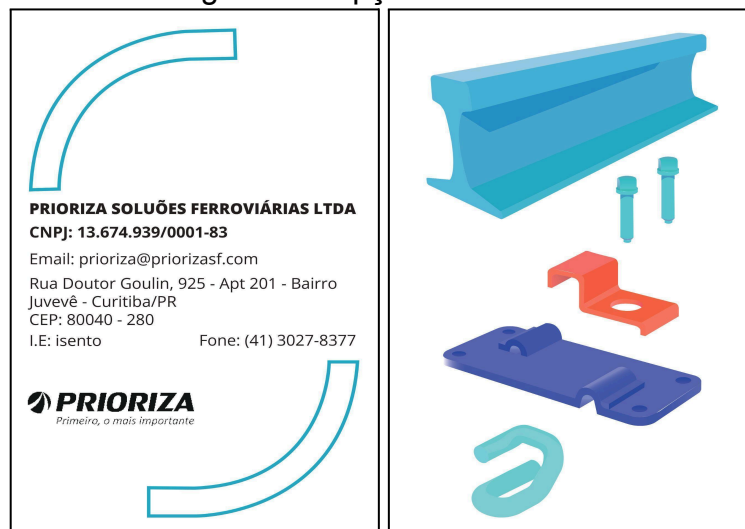 PRIORIZA SOLUÕES FERROVIÁRIAS LTDA
CNPJ: 13.674.939/0001-83
Email: prioriza@priorizasf.com
Rua Doutor Goulin, 925 - Apt 201 - Bairro
Juvevê - Curitiba/PR
CEP: 80040 - 280
I.E: isento Fone: (41) 3027-8377
PRIORIZA
Primeiro, o mais importante